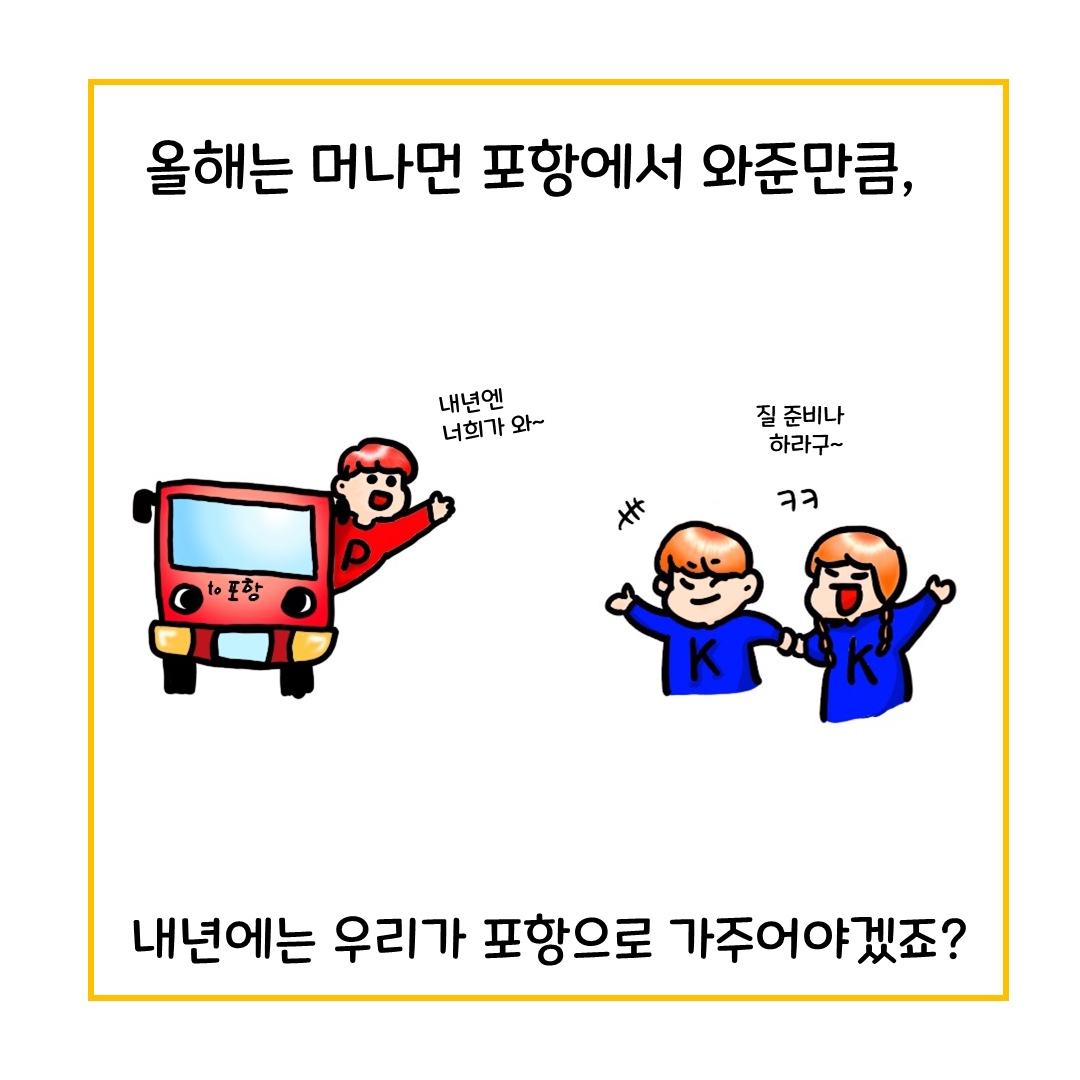 올해는 머나먼 포항에서 와준만큼,
내년엔
너희가 와~
질 준비나
하라구~
ㅋㅋ
P
to 포항
K
K
내년에는 우리가 포항으로 가주어야겠죠?